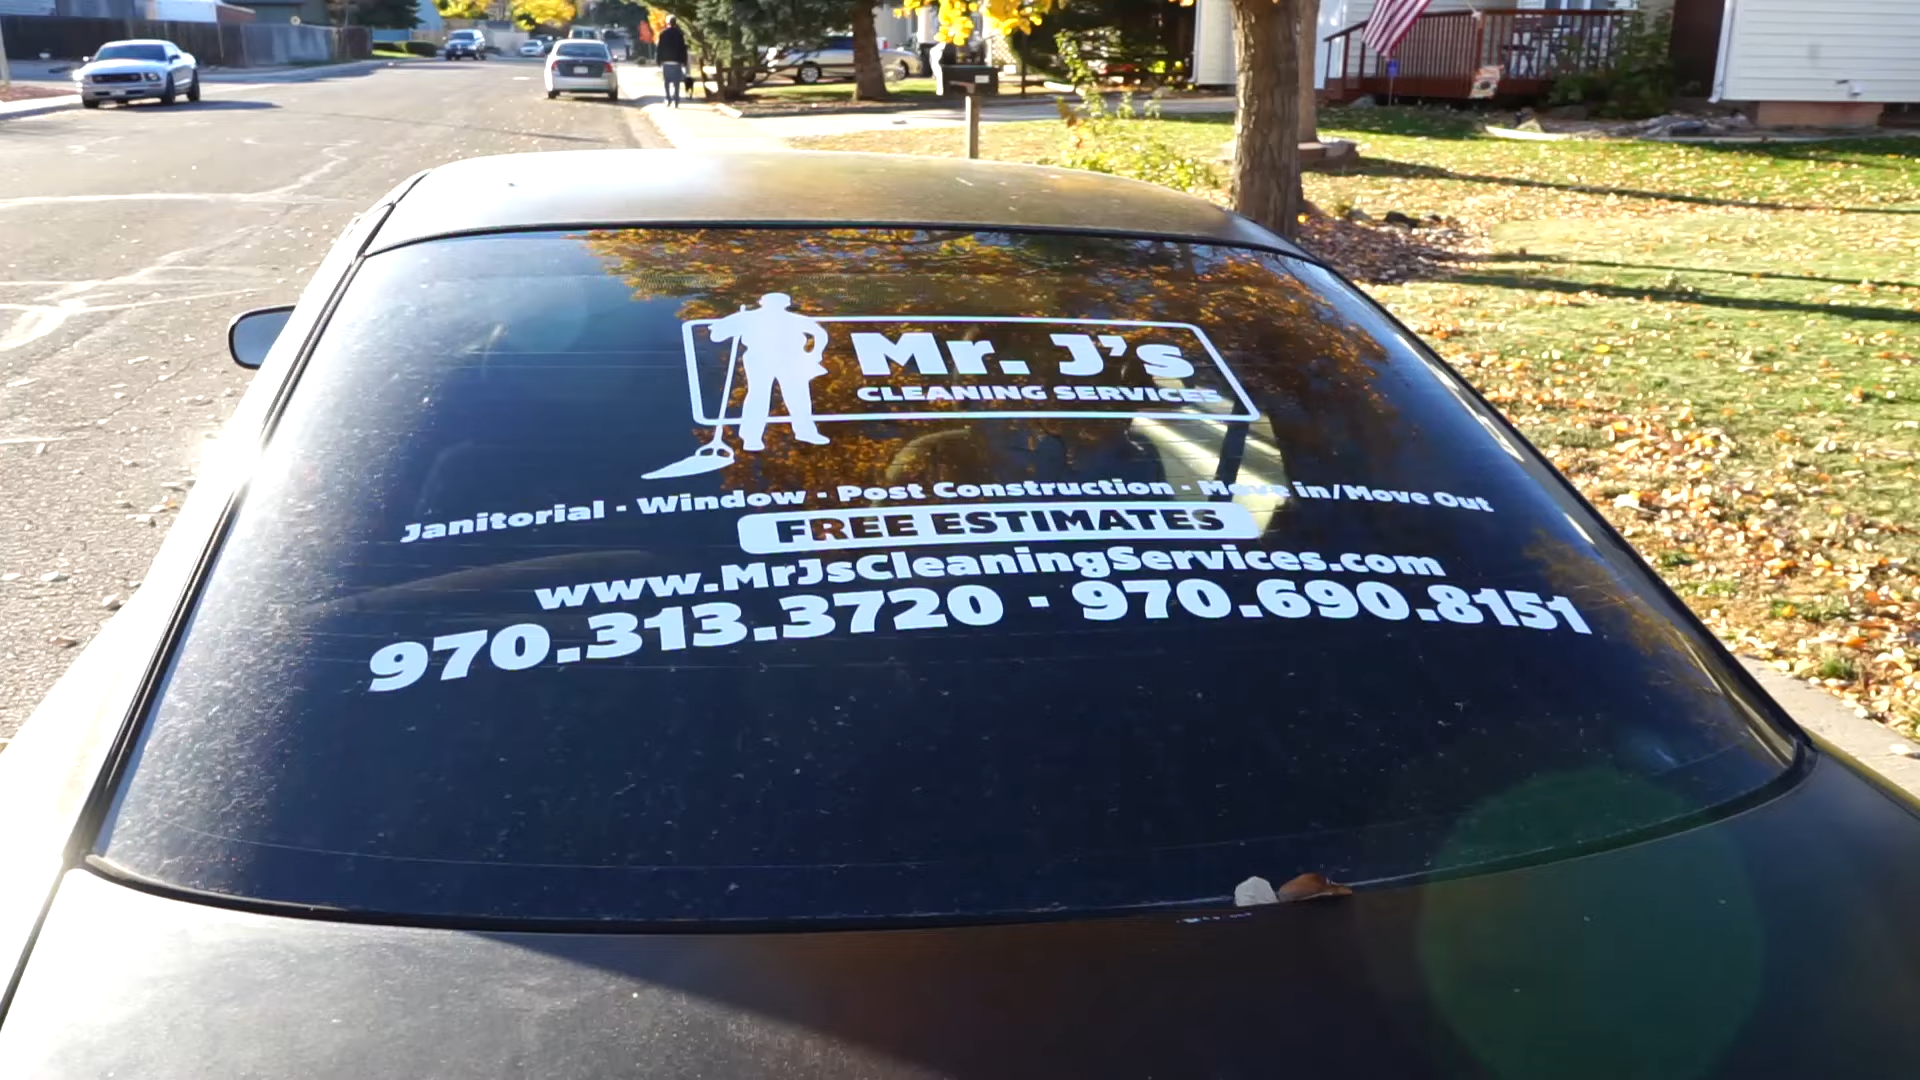 Mr. J's
CLEANING SERVICES
Janitorial · Window · Post Construction · Move in/Move Out
FREE ESTIMATES
www.MrJsCleaningServices.com
970.313.3720 · 970.690.8151